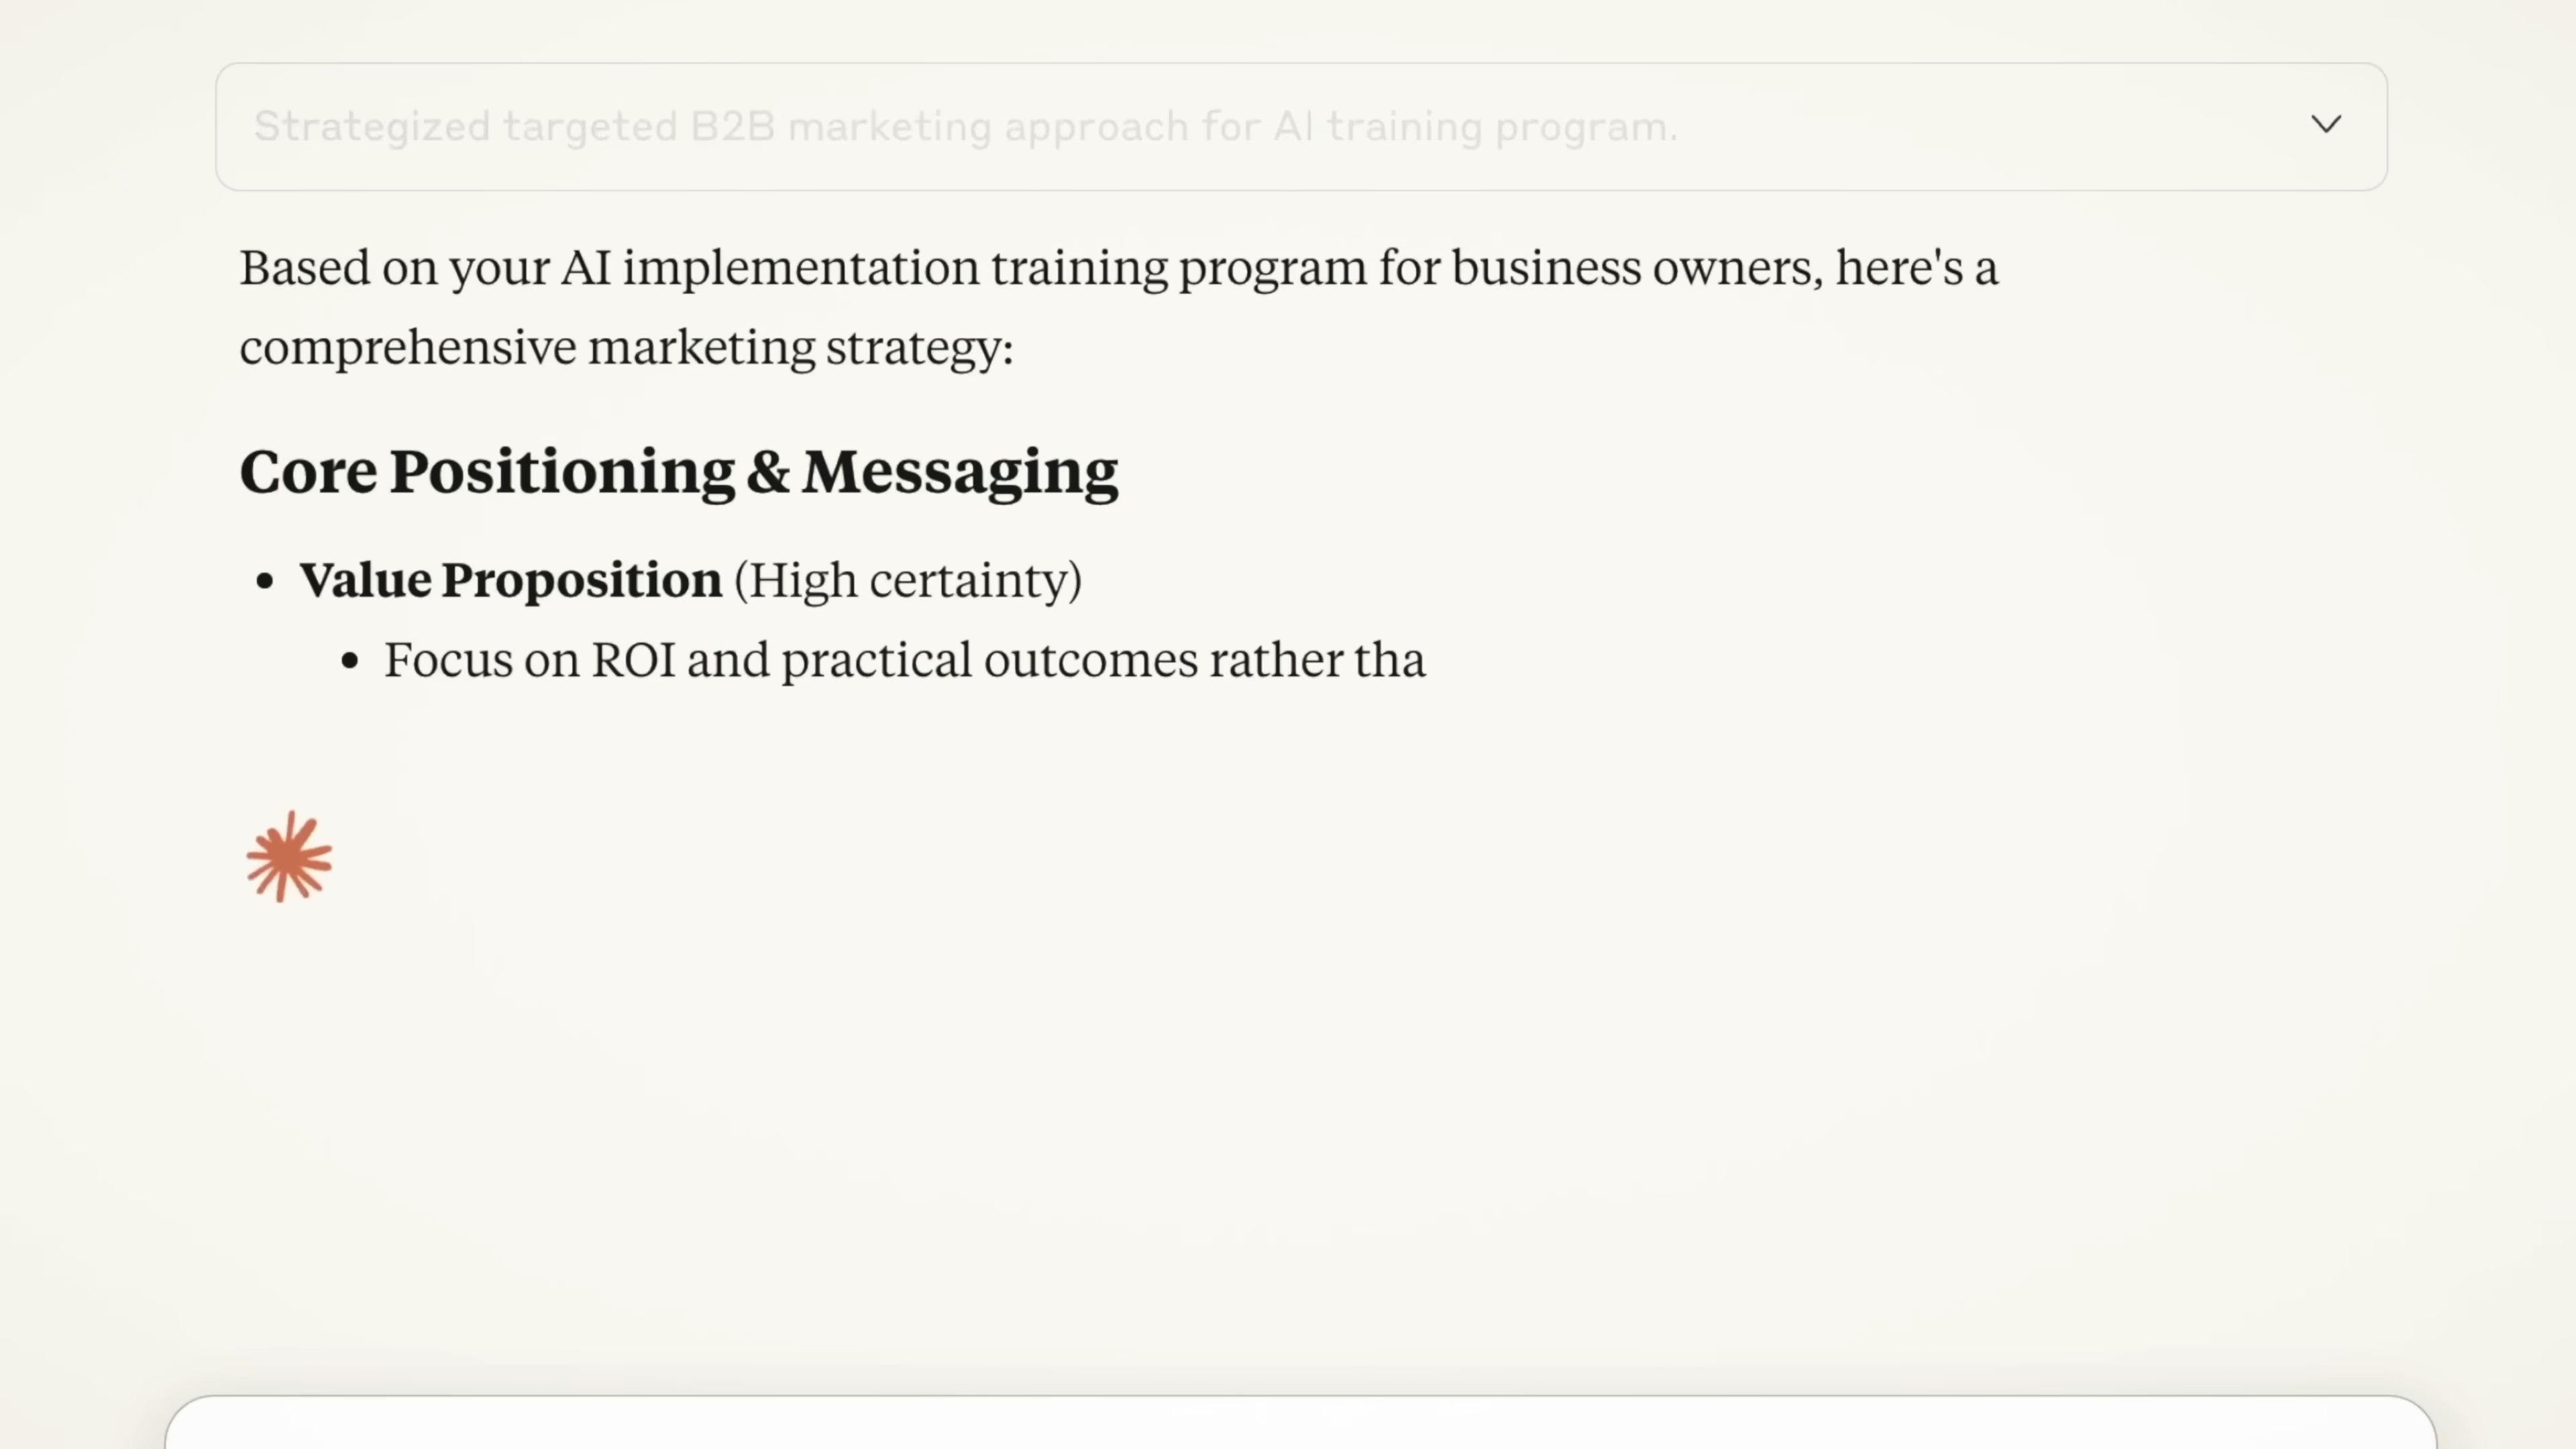 Strategized targeted B2B marketing approach for AI training program.
Based on your AI implementation training program for business owners, here's a
comprehensive marketing strategy:
Core Positioning & Messaging
Value Proposition (High certainty)
Focus on ROI and practical outcomes rather tha